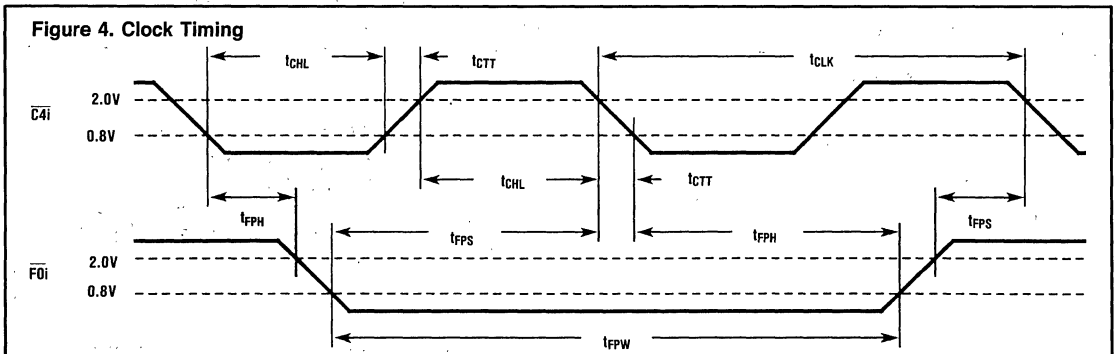 Figure 4. Clock Timing
tCHL tCTT tCLK
2.0V
C4i
0.8V
tCHL tCTT
tFPH tFPS tFPH tFPS
2.0V
F0i
0.8V
tFPW